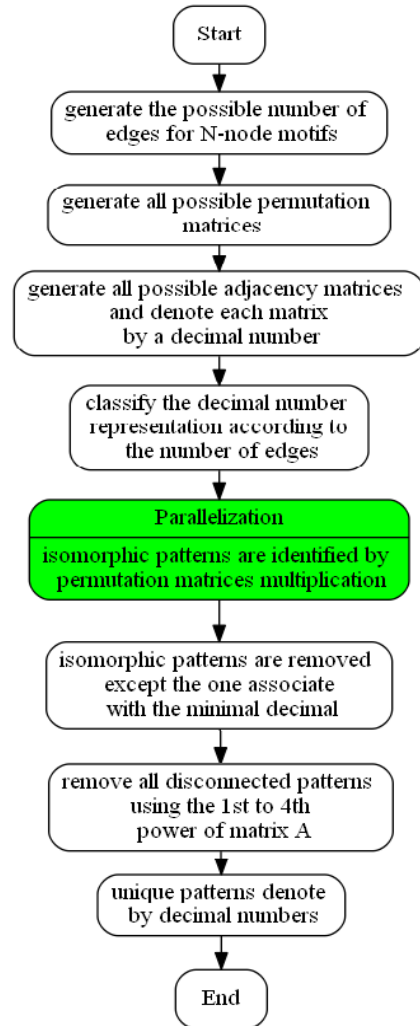 Start
generate the possible number of
edges for N-node motifs
generate all possible permutation
matrices
generate all possible adjacency matrices
and denote each matrix
by a decimal number
classify the decimal number
representation according to
the number of edges
Parallelization
isomorphic patterns are identified by
permutation matrices multiplication
isomorphic patterns are removed
except the one associate
with the minimal decimal
remove all disconnected patterns
using the 1st to 4th
power of matrix A
unique patterns denote
by decimal numbers
End